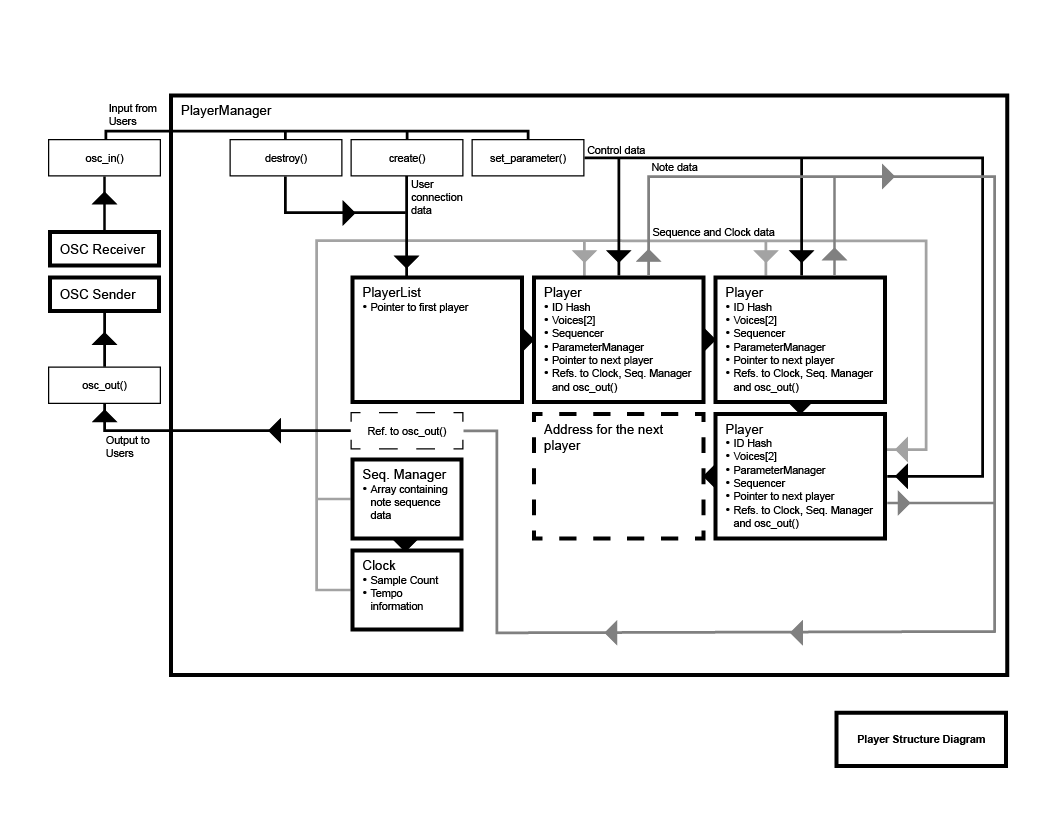 Input from
Users
PlayerManager
osc_in()
destroy()
create()
set_parameter()
Control data
Note data
User
connection
data
Sequence and Clock data
OSC Receiver
OSC Sender
osc_out()
Output to
Users
PlayerList
• Pointer to first player
Player
• ID Hash
• Voices[2]
• Sequencer
• ParameterManager
• Pointer to next player
• Refs. to Clock, Seq. Manager
and osc_out()
Player
• ID Hash
• Voices[2]
• Sequencer
• ParameterManager
• Pointer to next player
• Refs. to Clock, Seq. Manager
and osc_out()
Ref. to osc_out()
Address for the next
player
Player
• ID Hash
• Voices[2]
• ParameterManager
• Sequencer
• Pointer to next player
• Refs. to Clock, Seq. Manager
and osc_out()
Seq. Manager
• Array containing
note sequence
data
Clock
• Sample Count
• Tempo
information
Player Structure Diagram